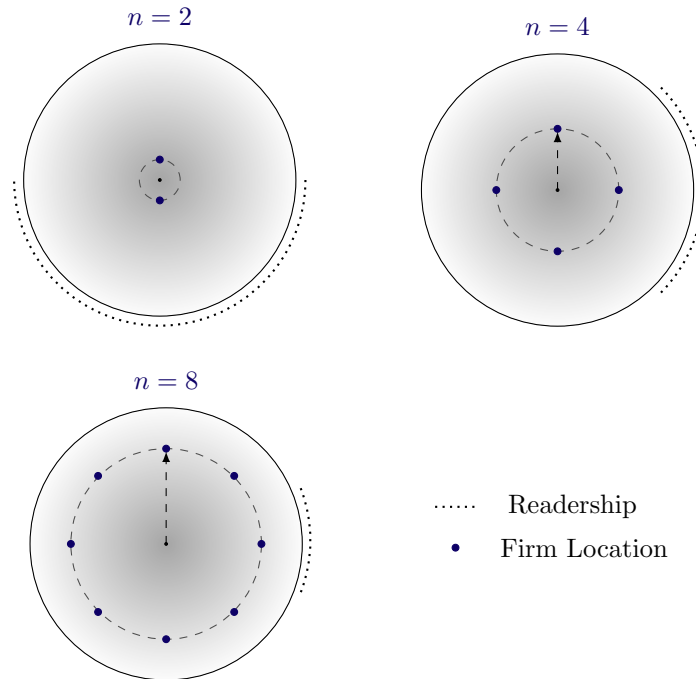 n = 2
n = 4
n = 8
Readership
Firm Location